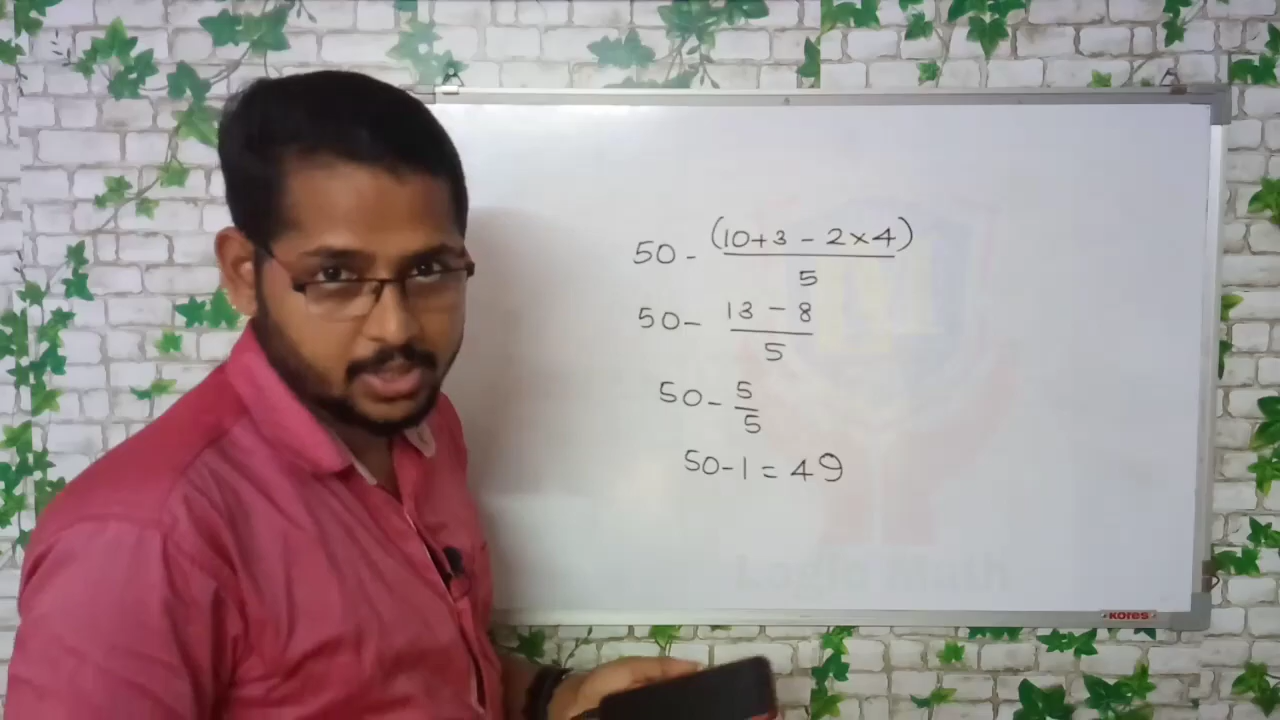 50 - (10+3 - 2×4)
5
50 - 13 - 8
5
50 - 5
5
50 - 1 = 49
KORES